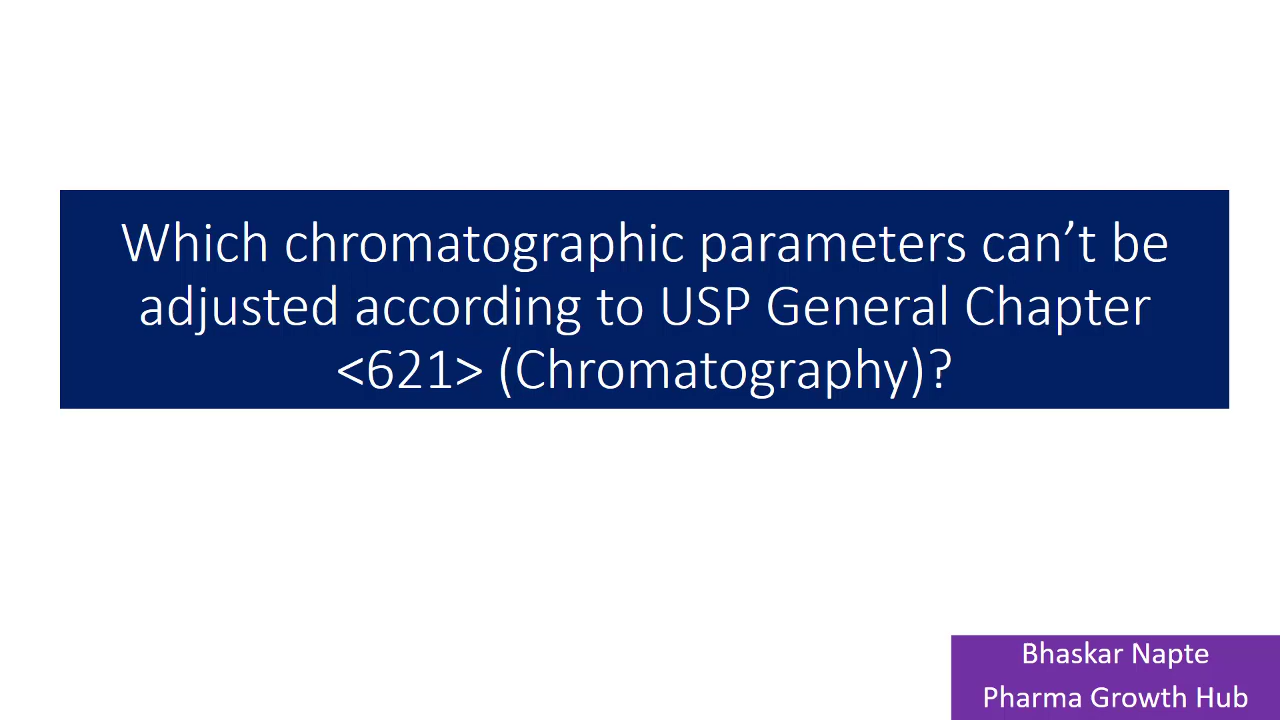 Which chromatographic parameters can’t be
adjusted according to USP General Chapter
<621> (Chromatography)?
Bhaskar Napte
Pharma Growth Hub